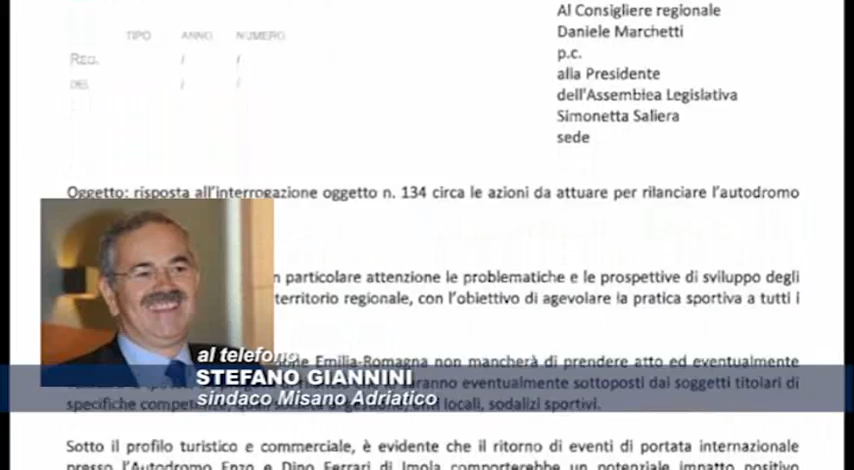 Al Consigliere regionale
Daniele Marchetti
p.c.
alla Presidente
dell'Assemblea Legislativa
Simonetta Saliera
sede
TIPO ANNO NUMERO
REG. / /
DEL / /
Oggetto: risposta all'interrogazione oggetto n. 134 circa le azioni da attuare per rilanciare l'autodromo
particolare attenzione le problematiche e le prospettive di sviluppo degli
territorio regionale, con l'obiettivo di agevolare la pratica sportiva a tutti i
Emilia-Romagna non mancherà di prendere atto ed eventualmente
eventualmente sottoposti dai soggetti titolari di
specifiche competenze, quali società di gestione, enti locali, sodalizi sportivi.
al telefono
STEFANO GIANNINI
sindaco Misano Adriatico
Sotto il profilo turistico e commerciale, è evidente che il ritorno di eventi di portata internazionale
presso l'Autodromo Enzo e Dino Ferrari di Imola comporterebbe un potenziale impatto positivo